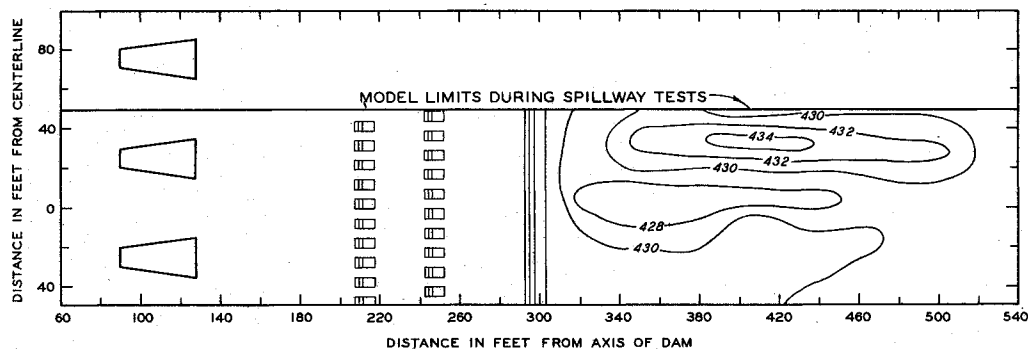 DISTANCE IN FEET FROM CENTERLINE
80
40
0
40
MODEL LIMITS DURING SPILLWAY TESTS
430
432
434
432
430
428
430
60 100 140 180 220 260 300 340 380 420 460 500 540
DISTANCE IN FEET FROM AXIS OF DAM